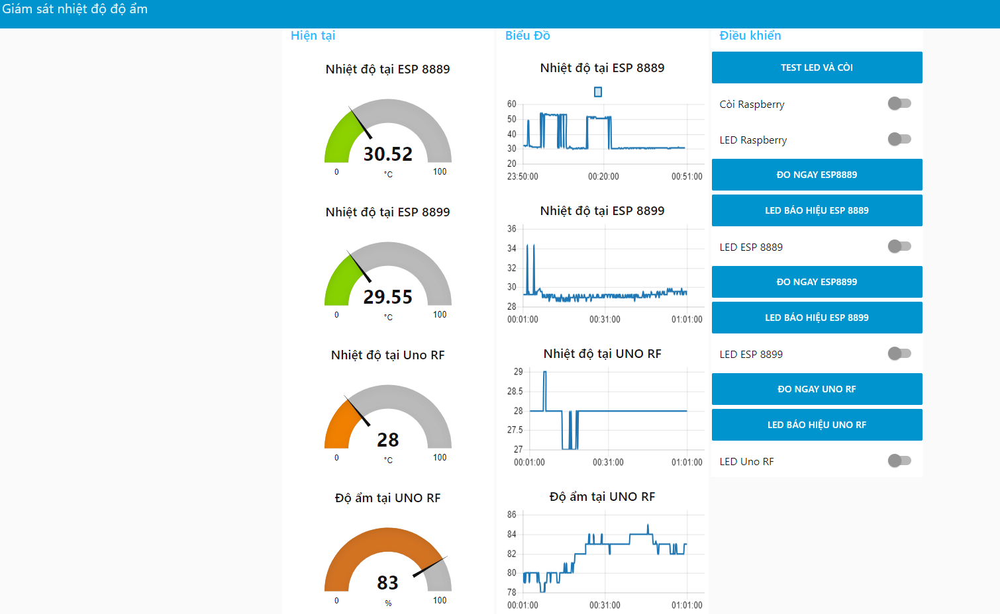 Giám sát nhiệt độ độ ẩm
Hiện tại
Nhiệt độ tại ESP 8889
30.52
0
°C
100
Nhiệt độ tại ESP 8899
29.55
0
°C
100
Nhiệt độ tại Uno RF
28
0
°C
100
Độ ẩm tại UNO RF
83
0
%
100
Biểu Đồ
Nhiệt độ tại ESP 8889
60
50
40
30
20
23:50:00 00:20:00 00:51:00
Nhiệt độ tại ESP 8899
36
34
32
30
28
00:01:00 00:31:00 01:01:00
Nhiệt độ tại UNO RF
29
28.5
28
27.5
27
00:01:00 00:31:00 01:01:00
Độ ẩm tại UNO RF
86
84
82
80
78
00:01:00 00:31:00 01:01:00
Điều khiển
TEST LED VÀ CÒI
Còi Raspberry
LED Raspberry
ĐO NGAY ESP8889
LED BÁO HIỆU ESP 8889
LED ESP 8889
ĐO NGAY ESP8899
LED BÁO HIỆU ESP 8899
LED ESP 8899
ĐO NGAY UNO RF
LED BÁO HIỆU UNO RF
LED Uno RF